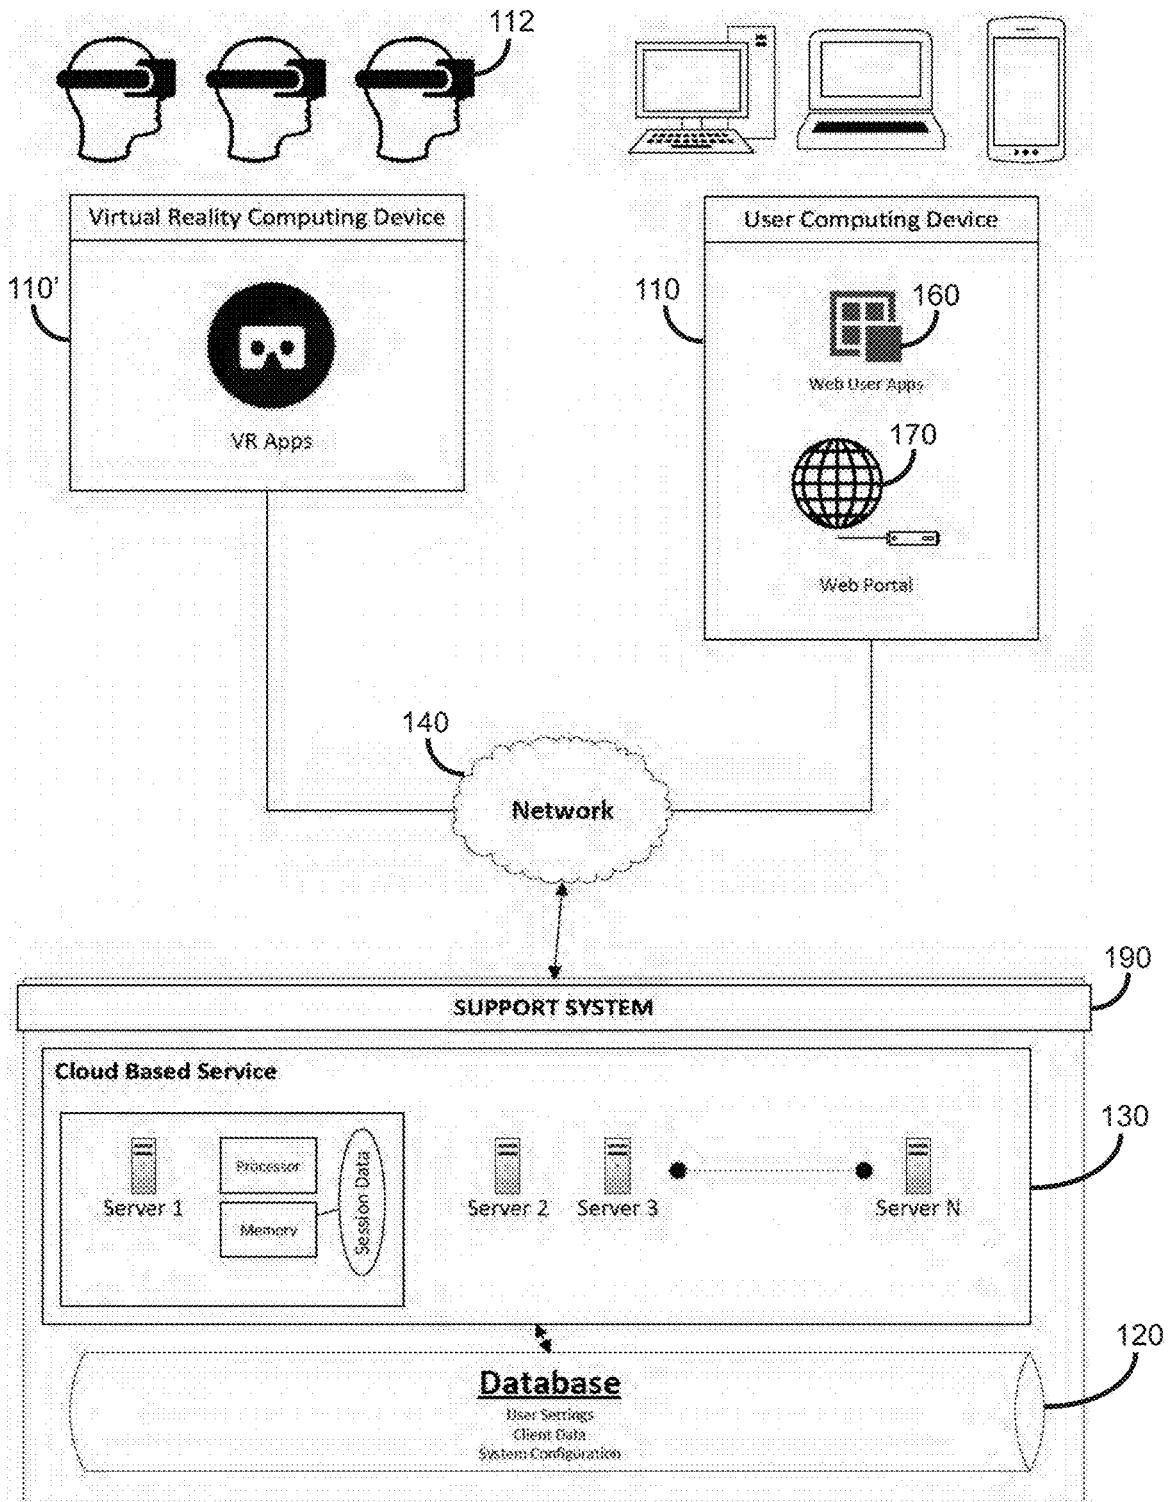 112
Virtual Reality Computing Device
User Computing Device
110'
110
160
VR Apps
Web User Apps
170
Web Portal
140
Network
190
SUPPORT SYSTEM
Cloud Based Service
130
Server 1
Processor
Memory
Session Data
Server 2
Server 3
Server N
120
Database
User Settings
Client Data
System Configuration